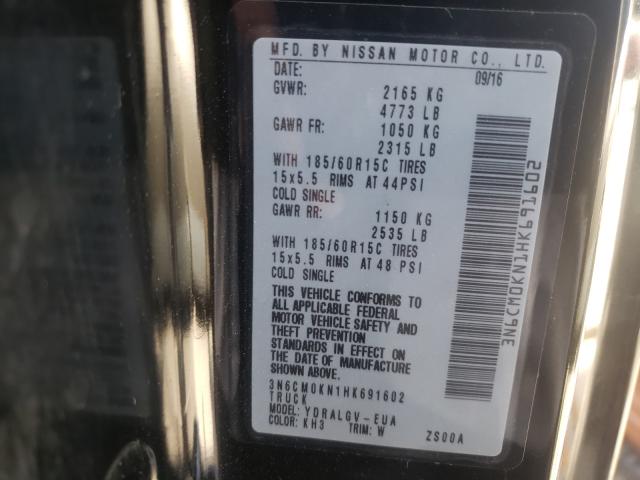 MFD. BY NISSAN MOTOR CO., LTD.
DATE: 09/16
GVWR: 2165 KG
4773 LB
GAWR FR: 1050 KG
2315 LB
WITH 185/60R15C TIRES
15x5.5 RIMS AT 44PSI
COLD SINGLE
GAWR RR: 1150 KG
2535 LB
WITH 185/60R15C TIRES
15x5.5 RIMS AT 48 PSI
COLD SINGLE
THIS VEHICLE CONFORMS TO
ALL APPLICABLE FEDERAL
MOTOR VEHICLE SAFETY AND
THEFT PREVENTION
STANDARDS IN EFFECT ON
THE DATE OF MANUFACTURE
SHOWN ABOVE.
3N6CM0KN1HK691602
TRUCK
MODEL: YDRALGV-EUA
COLOR: KH3 TRIM: W ZS00A
3N6CM0KN1HK691602